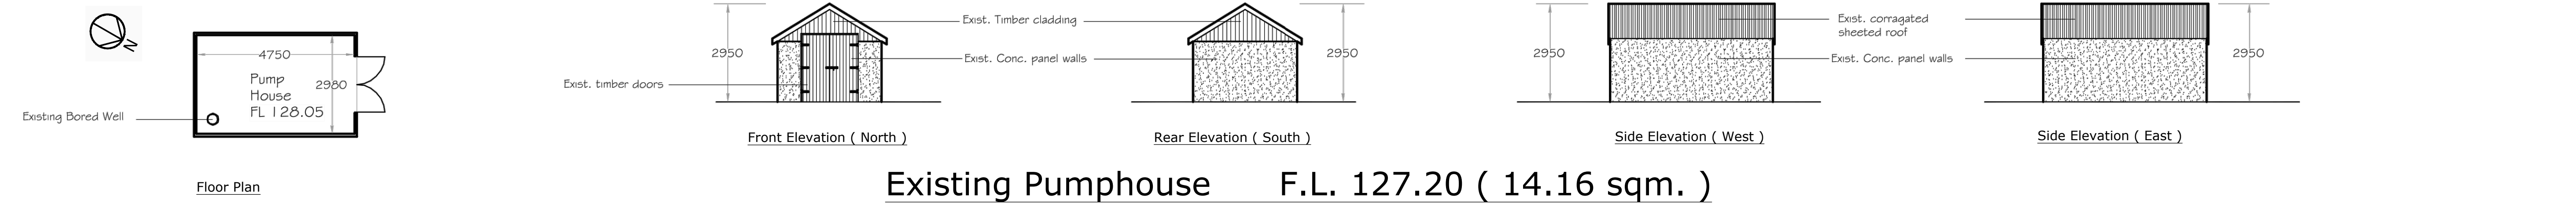 N
4750
Pump
House
FL 128.05
2980
Existing Bored Well
Floor Plan
2950
Exist. Timber cladding
Exist. Conc. panel walls
Exist. timber doors
2950
Front Elevation ( North )
Rear Elevation ( South )
2950
Exist. corragated
sheeted roof
Exist. Conc. panel walls
2950
Side Elevation ( West )
Side Elevation ( East )
Existing Pumphouse F.L. 127.20 ( 14.16 sqm. )